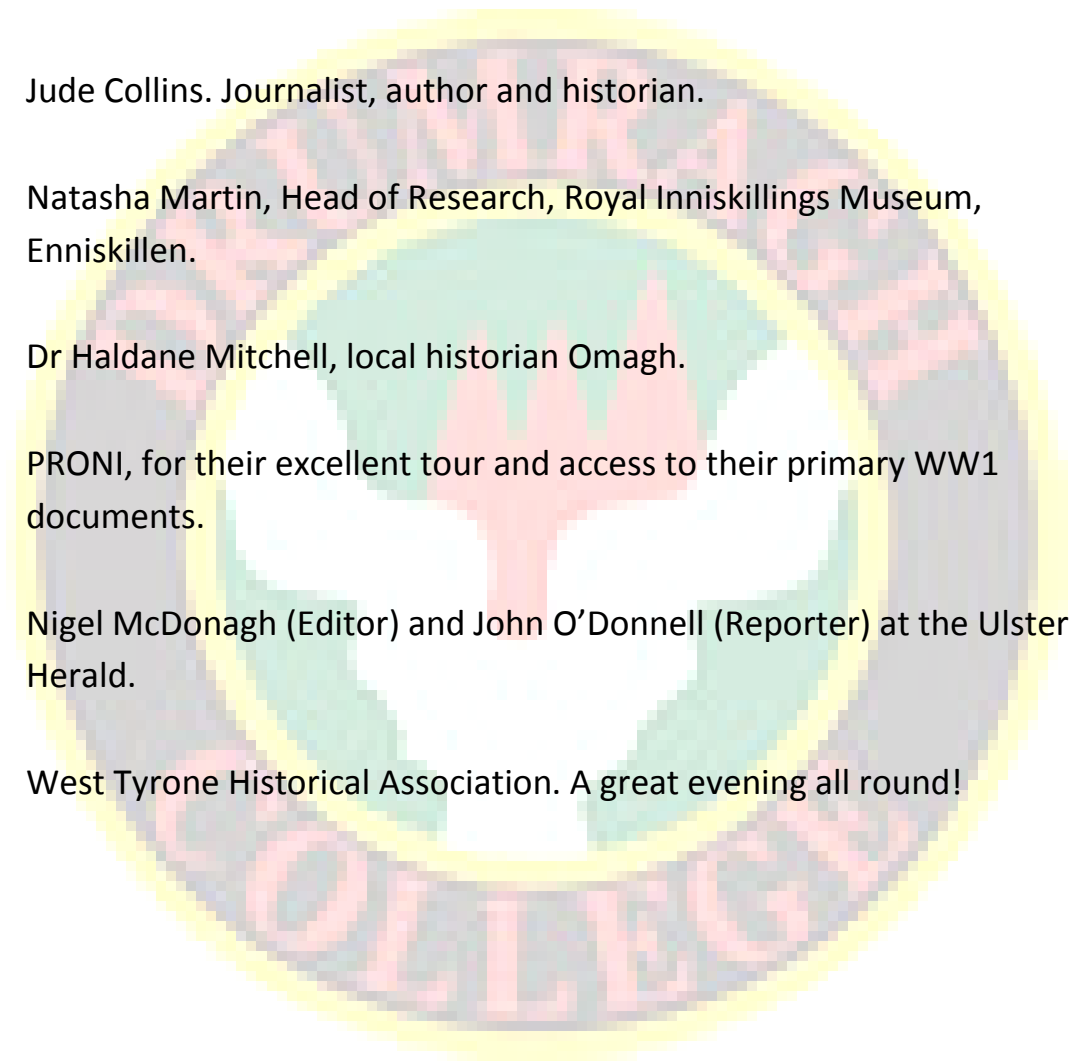 DRUMRAGH
Jude Collins. Journalist, author and historian.
Natasha Martin, Head of Research, Royal Inniskillings Museum,
Enniskillen.
Dr Haldane Mitchell, local historian Omagh.
PRONI, for their excellent tour and access to their primary WW1
documents.
Nigel McDonagh (Editor) and John O’Donnell (Reporter) at the Ulster
Herald.
West Tyrone Historical Association. A great evening all round!
COLLEGE